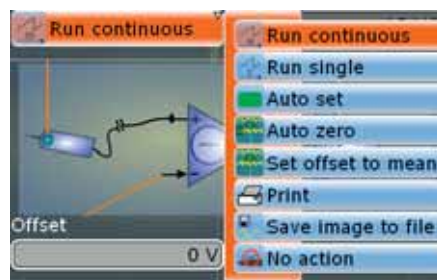 Run continuous
Offset
0 V
Run continuous
Run single
Auto set
Auto zero
Set offset to mean
Print
Save image to file
No action